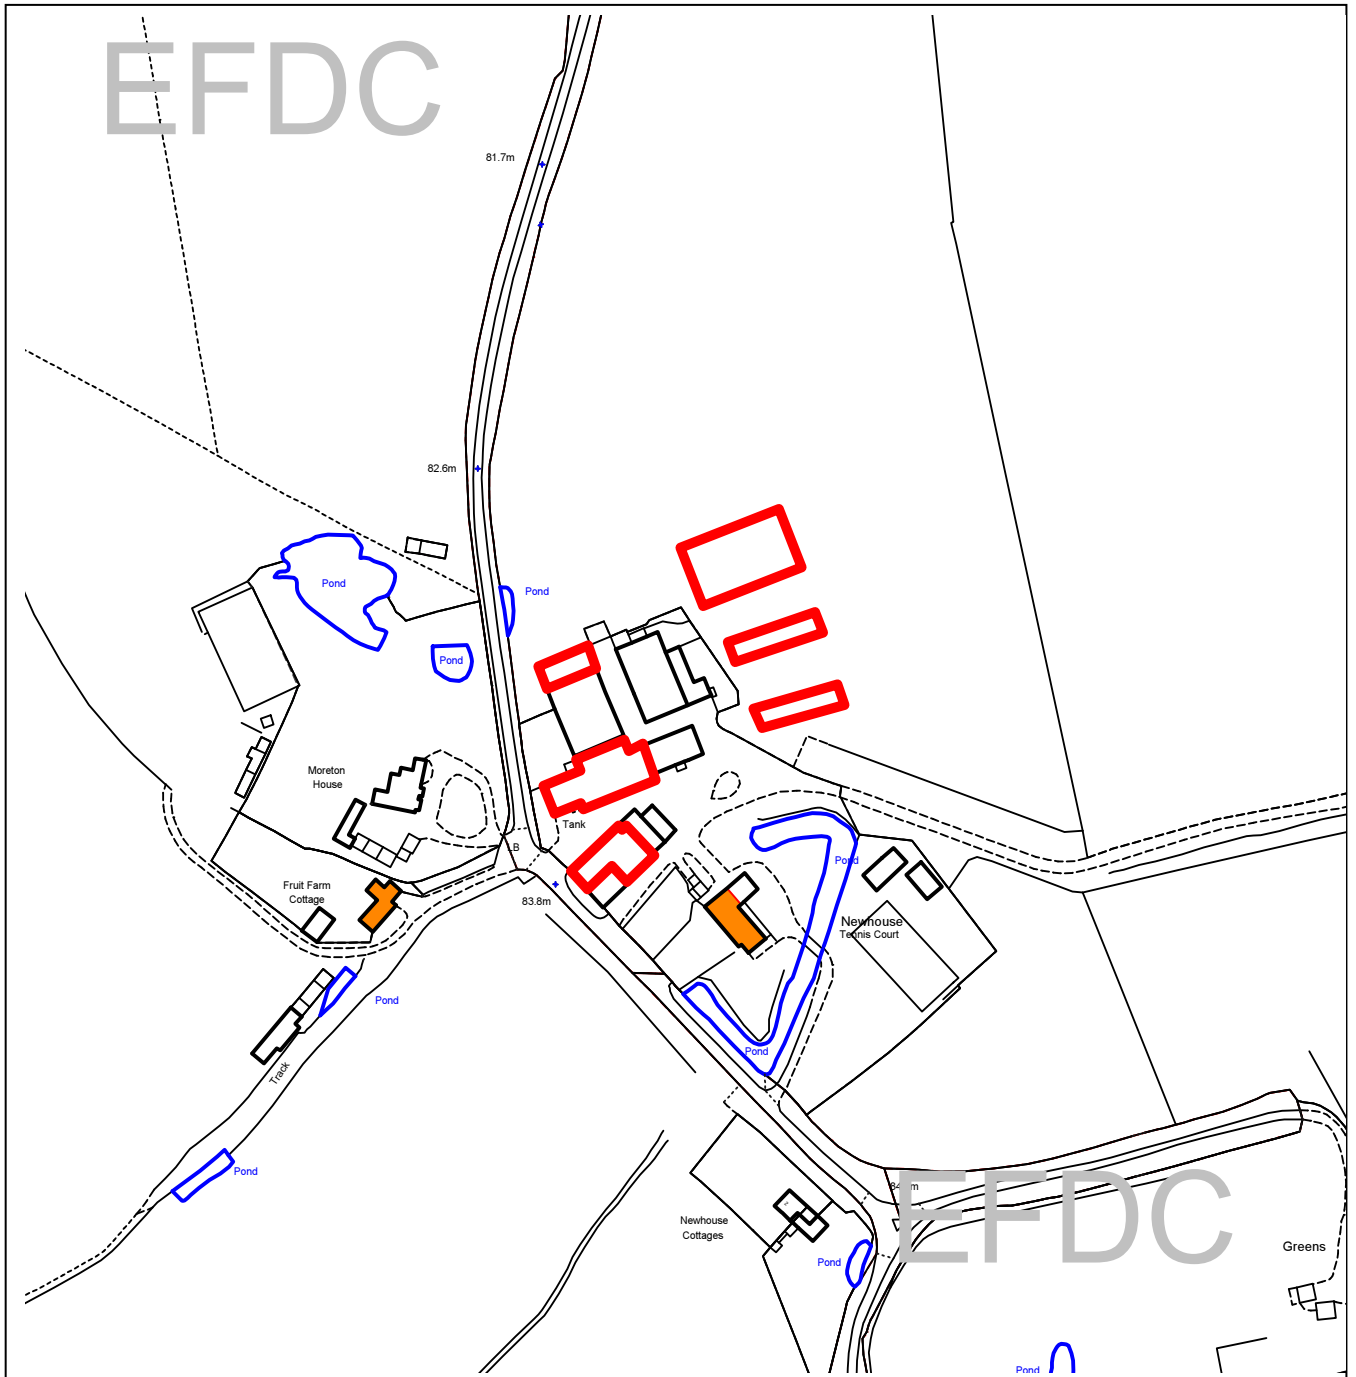 EFDC
81.7m
82.6m
Pond
Pond
Pond
Moreton
House
Tank
LB
Pond
Fruit Farm
Cottage
83.8m
Newhouse
Tennis Court
Pond
Pond
Track
Pond
EFDC
Newhouse
Cottages
Greens
Pond
Pond